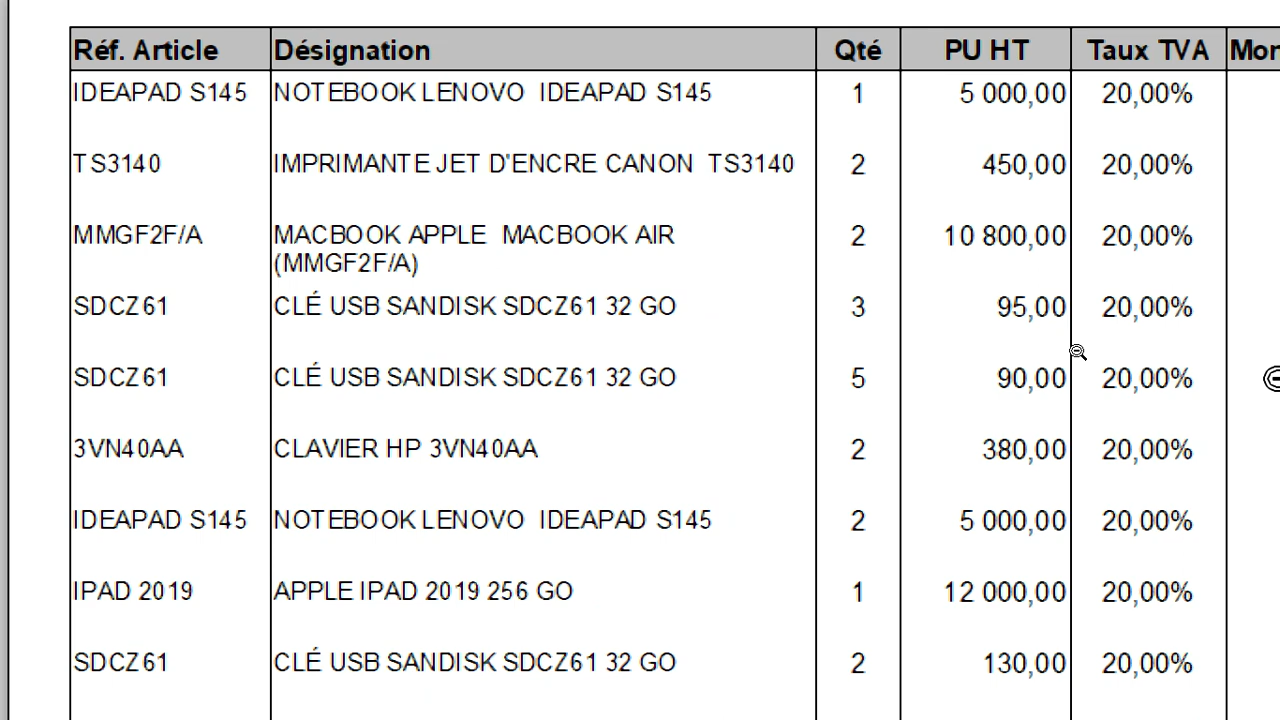 Réf. Article Désignation Qté PU HT Taux TVA
IDEAPAD S145 NOTEBOOK LENOVO IDEAPAD S145 1 5 000,00 20,00%
TS3140 IMPRIMANTE JET D'ENCRE CANON TS3140 2 450,00 20,00%
MMGF2F/A MACBOOK APPLE MACBOOK AIR 2 10 800,00 20,00%
(MMGF2F/A)
SDCZ61 CLÉ USB SANDISK SDCZ61 32 GO 3 95,00 20,00%
SDCZ61 CLÉ USB SANDISK SDCZ61 32 GO 5 90,00 20,00%
3VN40AA CLAVIER HP 3VN40AA 2 380,00 20,00%
IDEAPAD S145 NOTEBOOK LENOVO IDEAPAD S145 2 5 000,00 20,00%
IPAD 2019 APPLE IPAD 2019 256 GO 1 12 000,00 20,00%
SDCZ61 CLÉ USB SANDISK SDCZ61 32 GO 2 130,00 20,00%